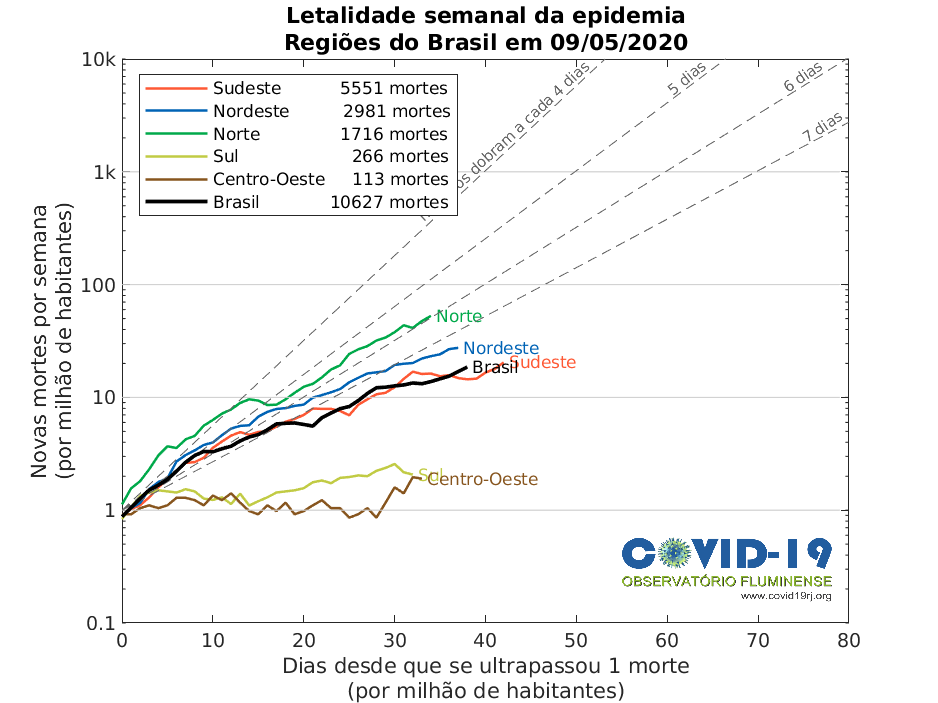 Letalidade semanal da epidemia
Regiões do Brasil em 09/05/2020
Novas mortes por semana
(por milhão de habitantes)
10k
1k
100
10
1
0.1
Sudeste 5551 mortes
Nordeste 2981 mortes
Norte 1716 mortes
Sul 266 mortes
Centro-Oeste 113 mortes
Brasil 10627 mortes
dobram a cada 4 dias
5 dias
6 dias
7 dias
Norte
Nordeste
Brasil
Sudeste
Sul
Centro-Oeste
COVID-19
OBSERVATÓRIO FLUMINENSE
www.covid19rj.org
0 10 20 30 40 50 60 70 80
Dias desde que se ultrapassou 1 morte
(por milhão de habitantes)